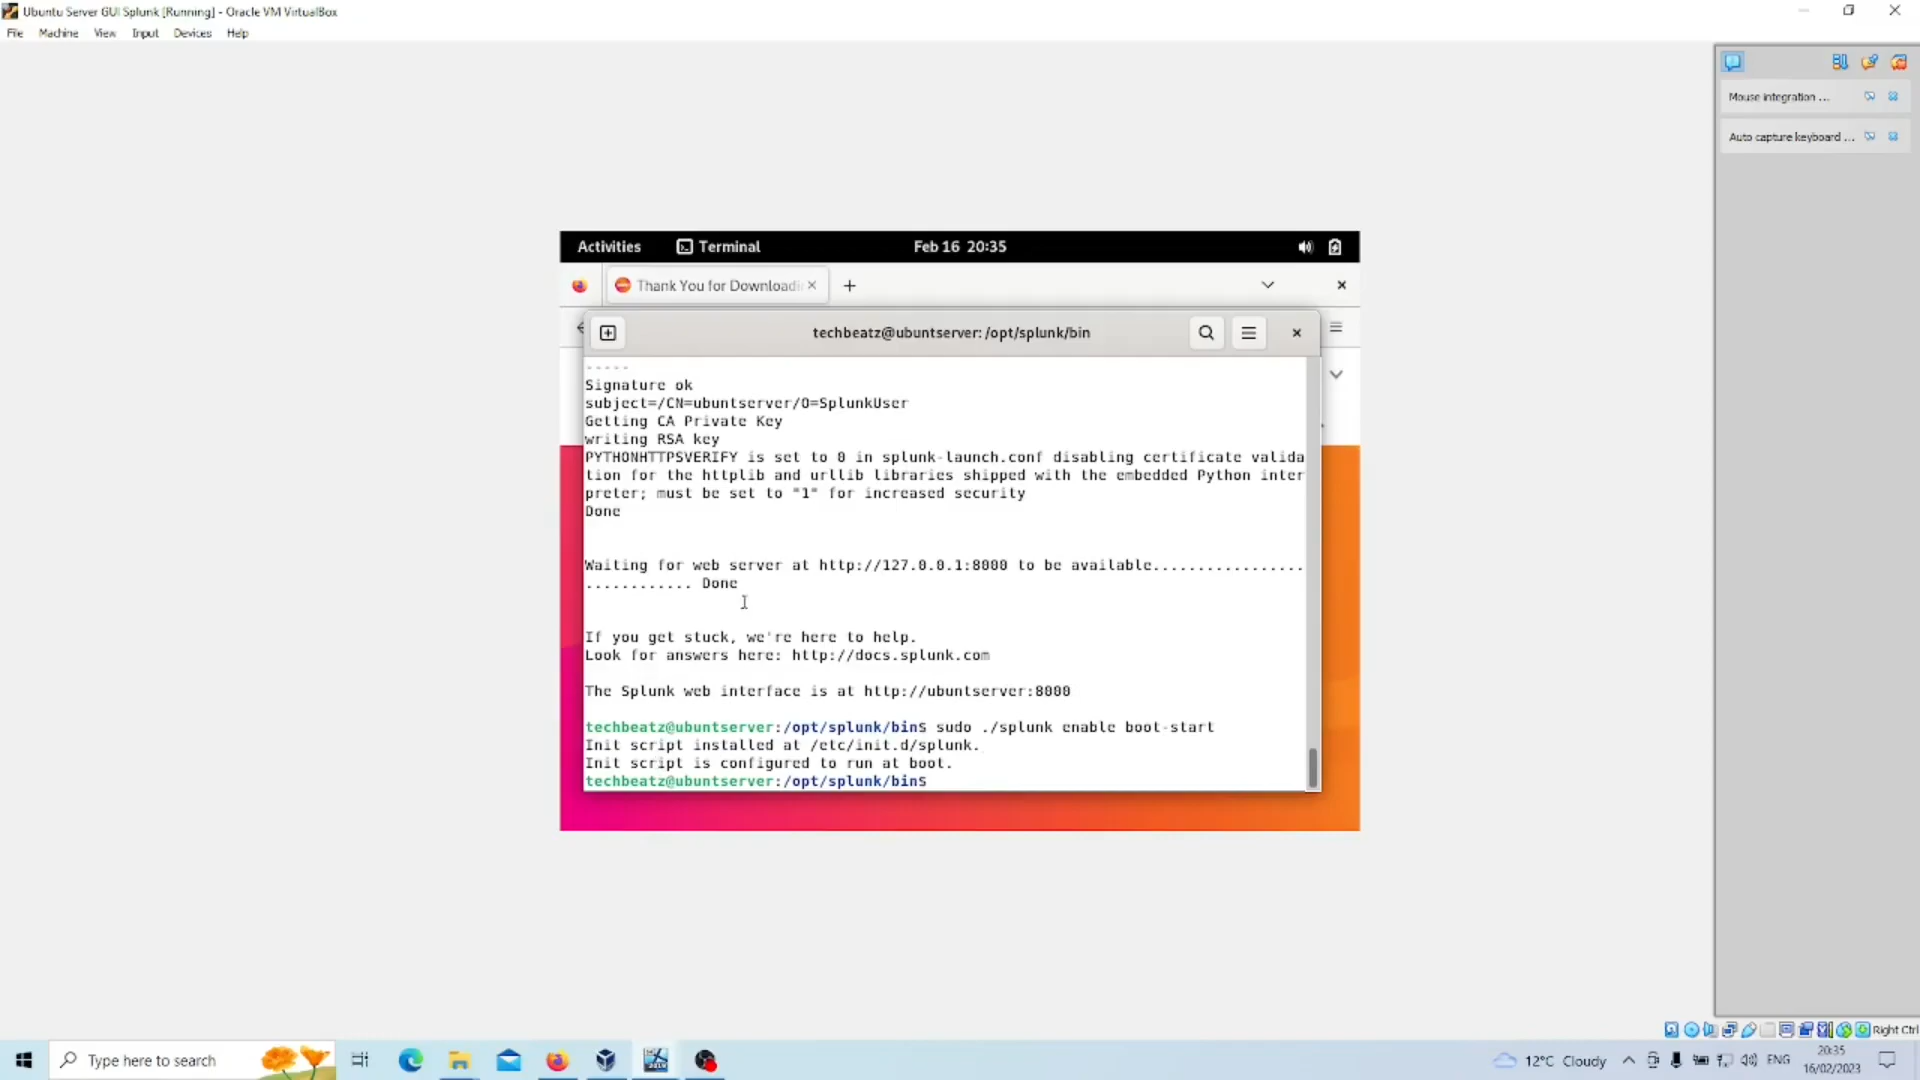 Ubuntu Server GUI Splunk [Running] - Oracle VM VirtualBox
File Machine View Input Devices Help
Mouse integration ...
Auto capture keyboard ...
Activities Terminal Feb 16 20:35
Thank You for Downloadi
techbeatz@ubuntserver: /opt/splunk/bin
-----
Signature ok
subject=/CN=ubuntserver/O=SplunkUser
Getting CA Private Key
writing RSA key
PYTHONHTTPSVERIFY is set to 0 in splunk-launch.conf disabling certificate valida
tion for the httplib and urllib libraries shipped with the embedded Python inter
preter; must be set to "1" for increased security
Done
Waiting for web server at http://127.0.0.1:8000 to be available.................
............ Done
If you get stuck, we're here to help.
Look for answers here: http://docs.splunk.com
The Splunk web interface is at http://ubuntserver:8000
techbeatz@ubuntserver:/opt/splunk/bin$ sudo ./splunk enable boot-start
Init script installed at /etc/init.d/splunk.
Init script is configured to run at boot.
techbeatz@ubuntserver:/opt/splunk/bin$
Right Ctrl
Type here to search
12°C Cloudy
ENG
20:35
16/02/2023